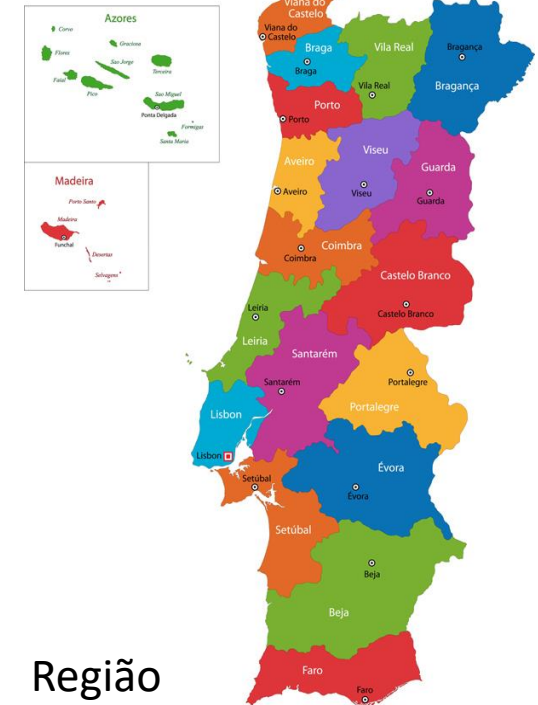 Azores
Corvo
Flores
Graciosa
Sao Jorge
Terceira
Faial
Pico
Sao Miguel
Ponta Delgada
Formigas
Santa Maria
Madeira
Porto Santo
Madeira
Funchal
Desertas
Selvagens
Viana do
Castelo
Viana do
Castelo
Braga
Braga
Vila Real
Vila Real
Bragança
Bragança
Porto
Porto
Aveiro
Aveiro
Viseu
Viseu
Guarda
Guarda
Coimbra
Coimbra
Castelo Branco
Castelo Branco
Leiria
Leiria
Santarém
Santarém
Portalegre
Portalegre
Lisbon
Lisbon
Setúbal
Setúbal
Évora
Évora
Beja
Beja
Faro
Faro
Região